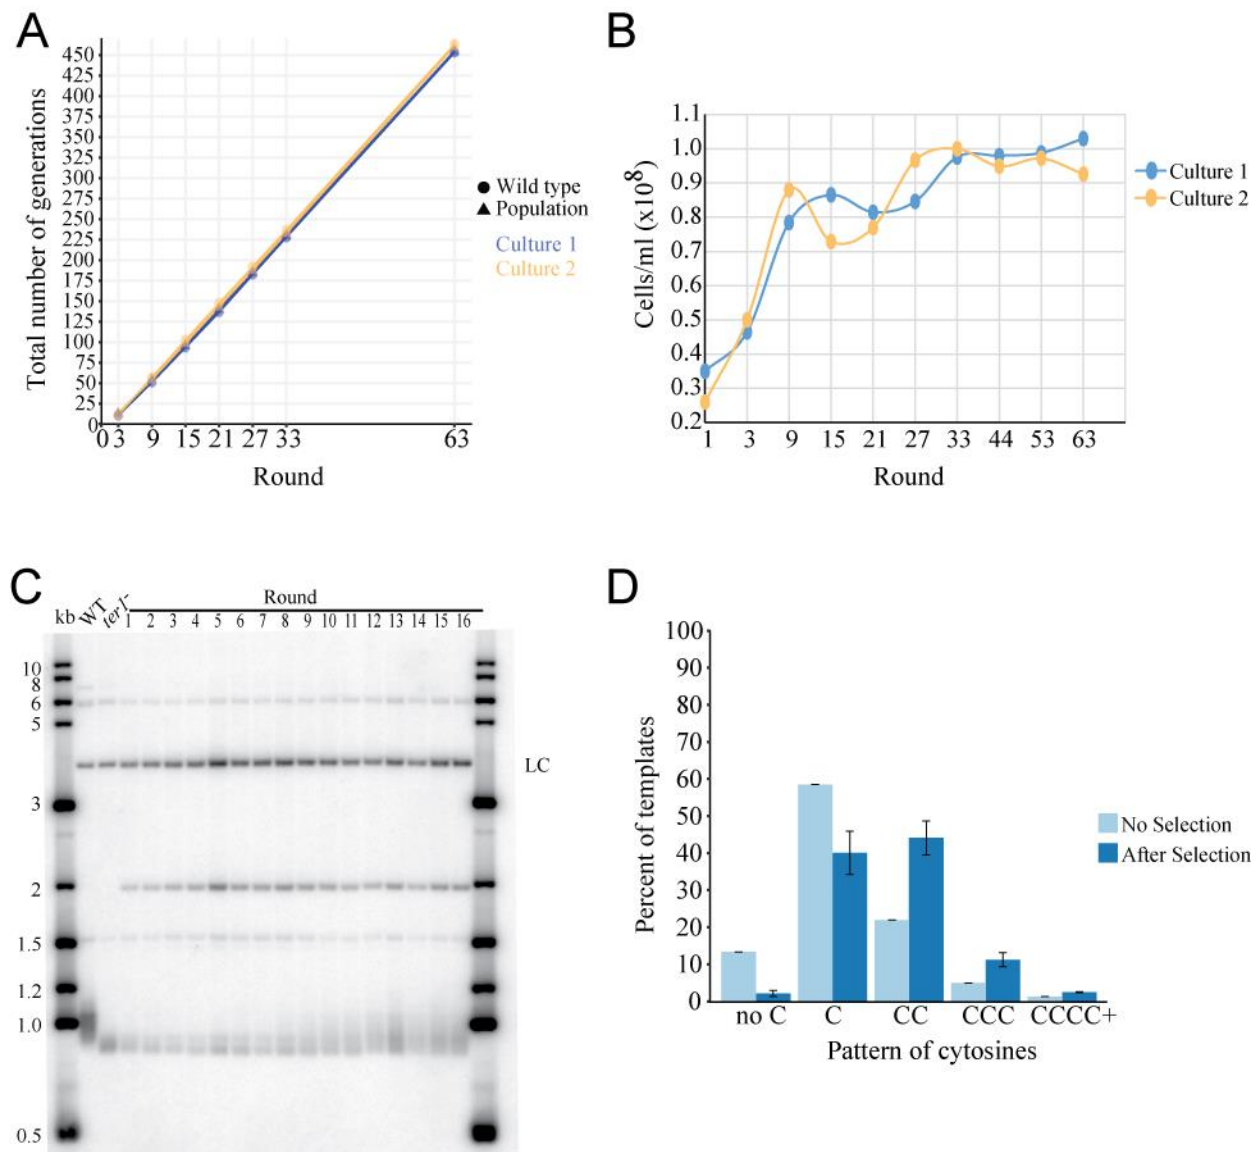 A
450
425
400
375
350
325
300
275
250
225
200
175
150
125
100
75
50
25
0
Total number of generations
0 3 9 15 21 27 33 63
Round
Wild type
Population
Culture 1
Culture 2
B
1.1
1.0
0.9
0.8
0.7
0.6
0.5
0.4
0.3
0.2
Cells/ml (x10⁸)
1 3 9 15 21 27 33 44 53 63
Round
Culture 1
Culture 2
C
Round
kb WT ter1- 1 2 3 4 5 6 7 8 9 10 11 12 13 14 15 16
10
8
6
5
LC
3
2
1.5
1.2
1.0
0.5
D
100
90
80
70
60
50
40
30
20
10
0
Percent of templates
no C C CC CCC CCCC+
Pattern of cytosines
No Selection
After Selection